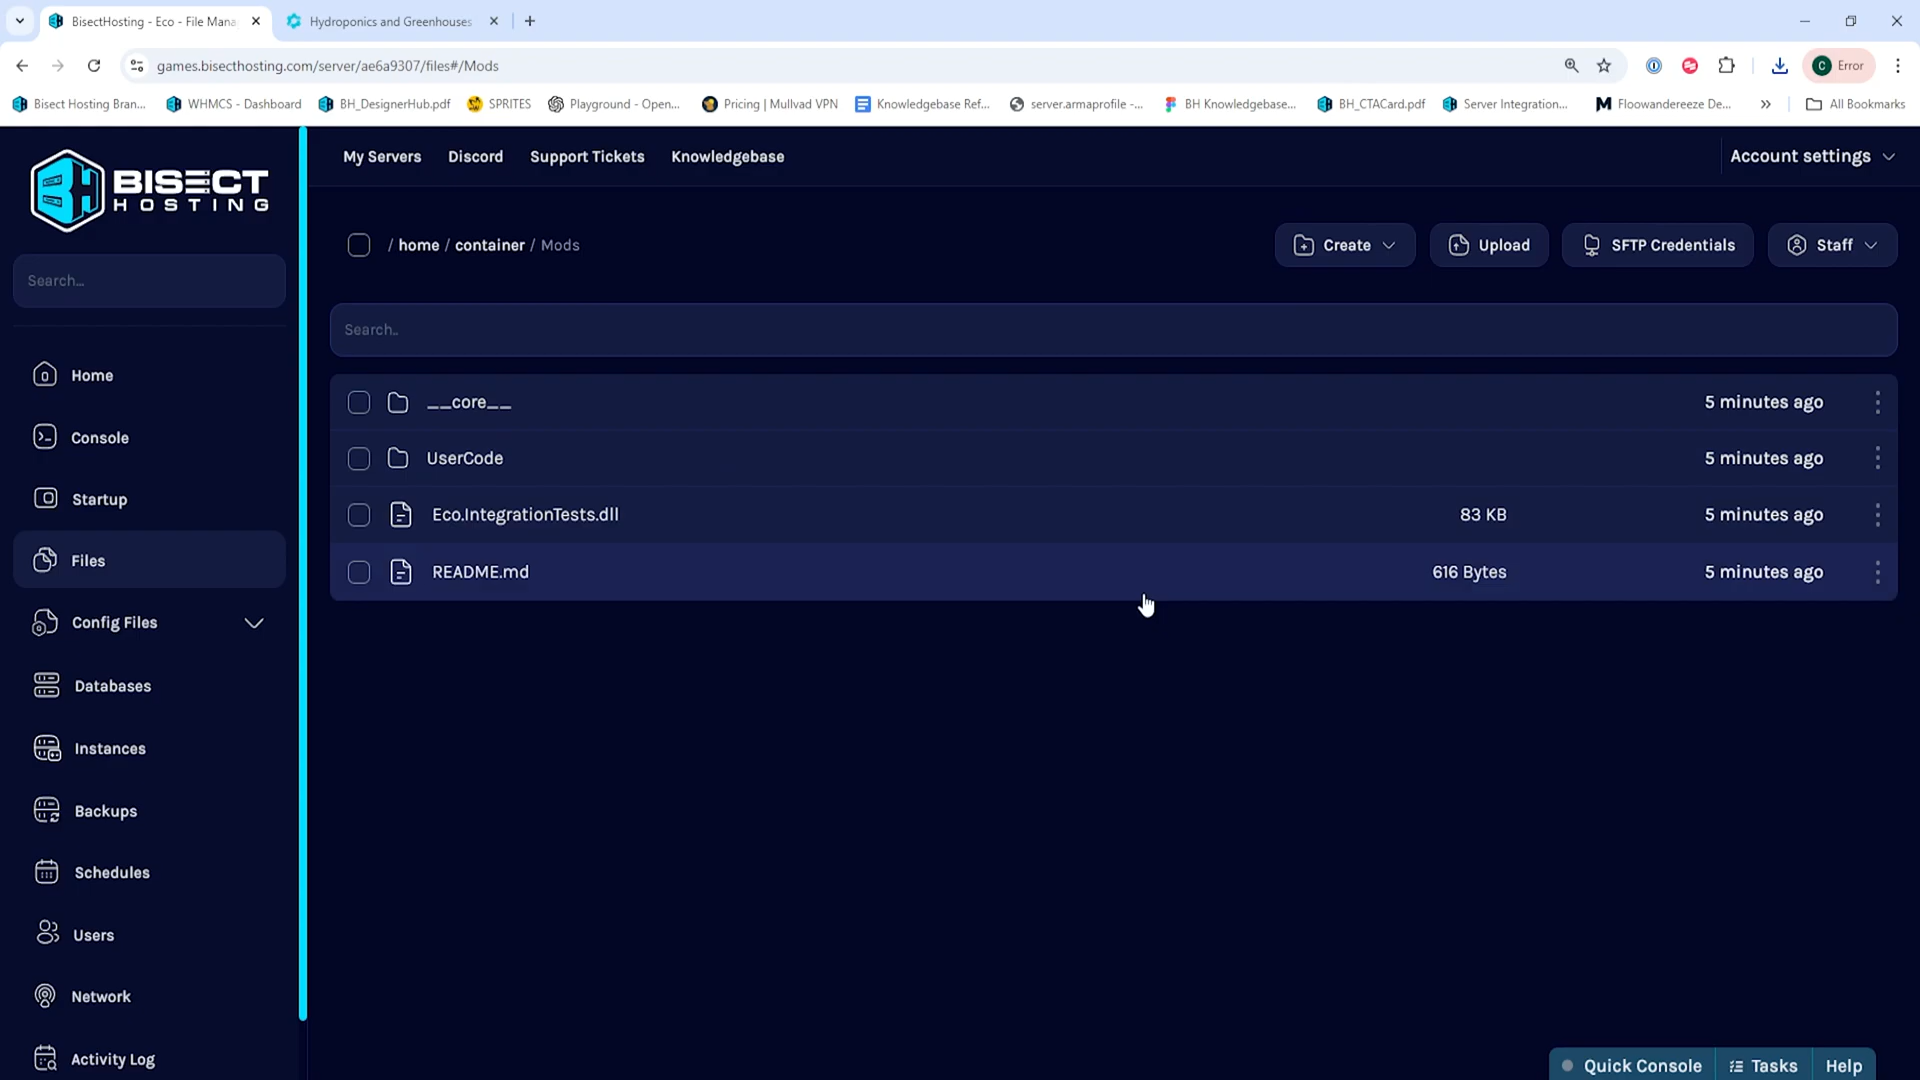 BisectHosting - Eco - File Mana
Hydroponics and Greenhouses
games.bisecthosting.com/server/ae6a9307/files#/Mods
C Error
Bisect Hosting Bran...
WHMCS - Dashboard
BH_DesignerHub.pdf
SPRITES
Playground - Open...
Pricing | Mullvad VPN
Knowledgebase Ref...
server.armaprofile -...
BH Knowledgebase...
BH_CTACard.pdf
Server Integration...
Floowandereeze De...
All Bookmarks
BISECT
HOSTING
My Servers
Discord
Support Tickets
Knowledgebase
Account settings
Search...
/ home / container / Mods
Create
Upload
SFTP Credentials
Staff
Search..
Home
Console
Startup
Files
Config Files
Databases
Instances
Backups
Schedules
Users
Network
Activity Log
__core__ 5 minutes ago
UserCode 5 minutes ago
Eco.IntegrationTests.dll 83 KB 5 minutes ago
README.md 616 Bytes 5 minutes ago
Quick Console
Tasks
Help